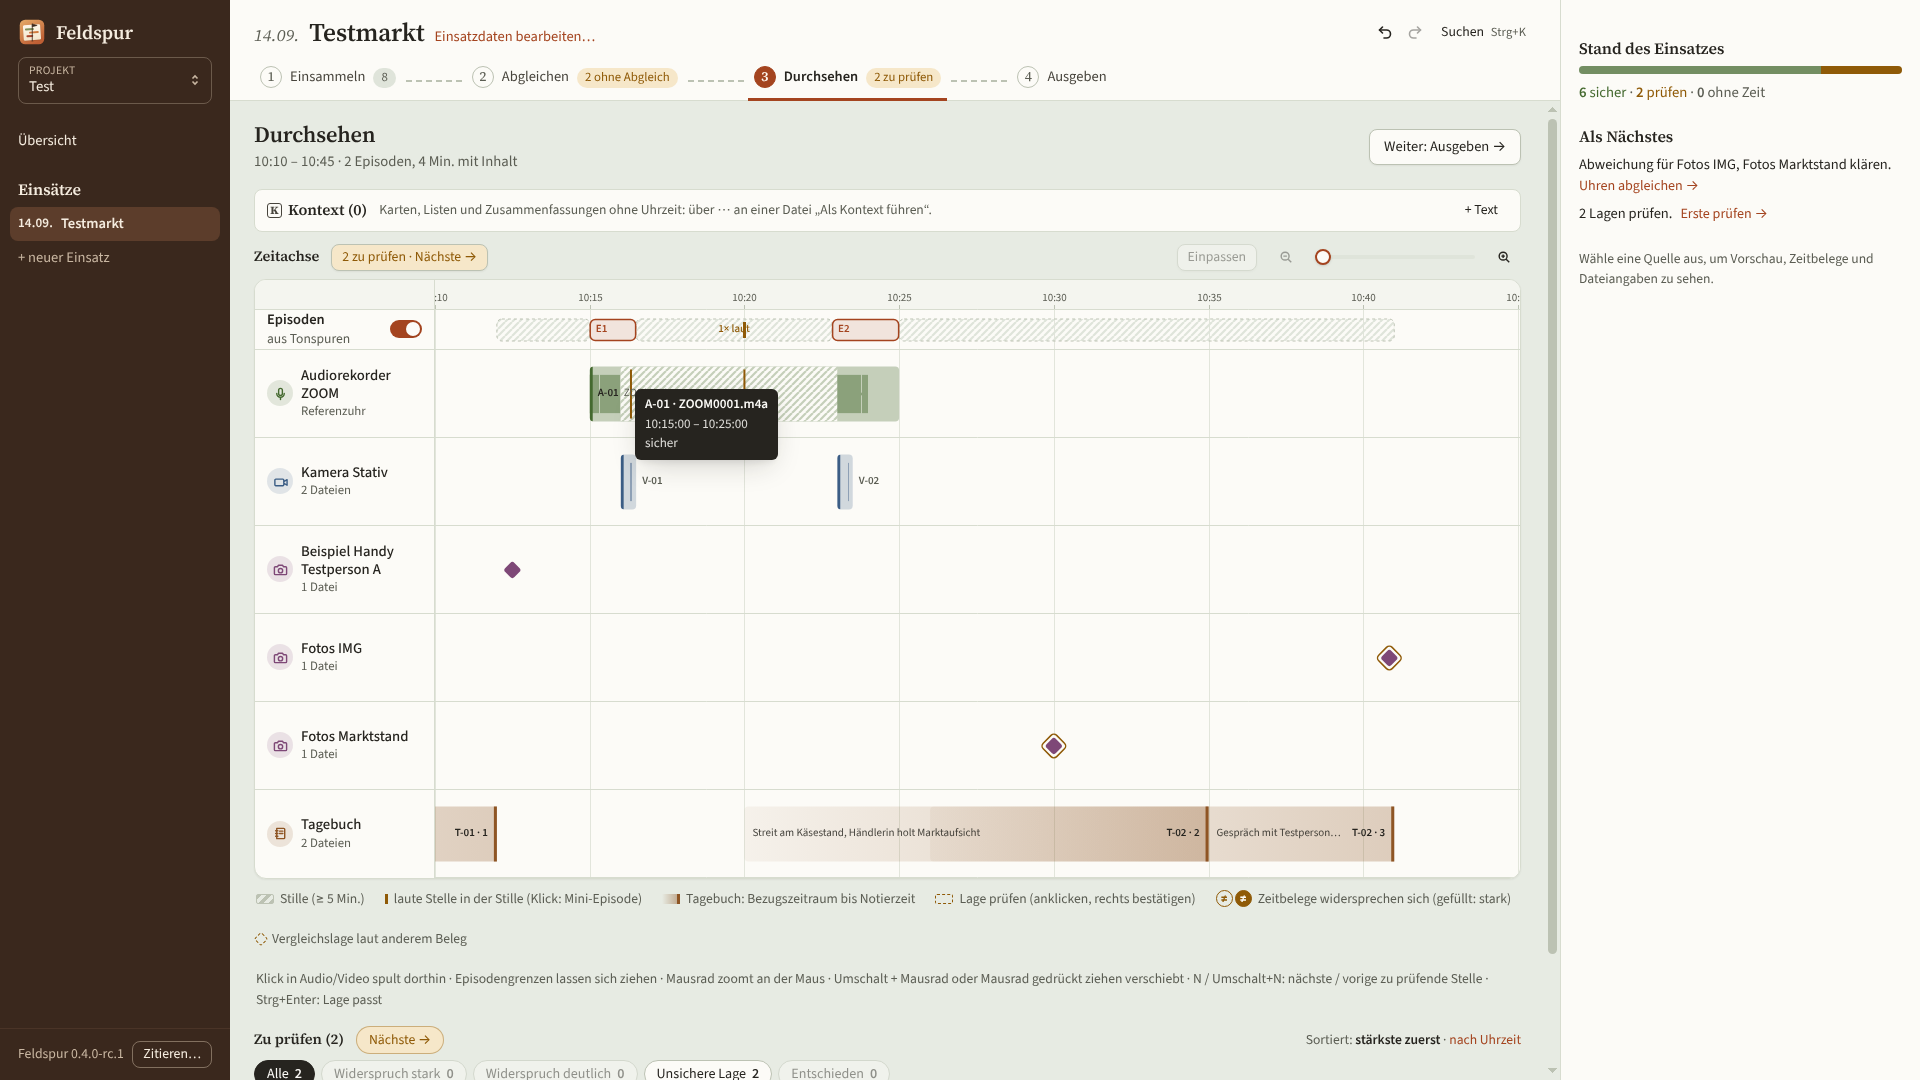 Feldspur
PROJEKT
Test
Übersicht
Einsätze
14.09. Testmarkt
+ neuer Einsatz
Feldspur 0.4.0-rc.1
Zitieren…
14.09. Testmarkt Einsatzdaten bearbeiten…
Suchen Strg+K
1 Einsammeln 8
2 Abgleichen 2 ohne Abgleich
3 Durchsehen 2 zu prüfen
4 Ausgeben
Durchsehen
10:10 – 10:45 · 2 Episoden, 4 Min. mit Inhalt
Weiter: Ausgeben →
K Kontext (0) Karten, Listen und Zusammenfassungen ohne Uhrzeit: über ··· an einer Datei „Als Kontext führen“.
+ Text
Zeitachse 2 zu prüfen · Nächste →
Einpassen
:10 10:15 10:20 10:25 10:30 10:35 10:40 10:
Episoden
aus Tonspuren
E1 1× laut E2
Audiorekorder
ZOOM
Referenzuhr
A-01
A-01 · ZOOM0001.m4a
10:15:00 – 10:25:00
sicher
Kamera Stativ
2 Dateien
V-01 V-02
Beispiel Handy
Testperson A
1 Datei
Fotos IMG
1 Datei
Fotos Marktstand
1 Datei
Tagebuch
2 Dateien
T-01 · 1
Streit am Käsestand, Händlerin holt Marktaufsicht T-02 · 2
Gespräch mit Testperson… T-02 · 3
Stille (≥ 5 Min.) laute Stelle in der Stille (Klick: Mini-Episode) Tagebuch: Bezugszeitraum bis Notierzeit Lage prüfen (anklicken, rechts bestätigen) ≠ ≠ Zeitbelege widersprechen sich (gefüllt: stark)
Vergleichslage laut anderem Beleg
Klick in Audio/Video spult dorthin · Episodengrenzen lassen sich ziehen · Mausrad zoomt an der Maus · Umschalt + Mausrad oder Mausrad gedrückt ziehen verschiebt · N / Umschalt+N: nächste / vorige zu prüfende Stelle ·
Strg+Enter: Lage passt
Zu prüfen (2) Nächste →
Sortiert: stärkste zuerst · nach Uhrzeit
Alle 2 Widerspruch stark 0 Widerspruch deutlich 0 Unsichere Lage 2 Entschieden 0
Stand des Einsatzes
6 sicher · 2 prüfen · 0 ohne Zeit
Als Nächstes
Abweichung für Fotos IMG, Fotos Marktstand klären.
Uhren abgleichen →
2 Lagen prüfen. Erste prüfen →
Wähle eine Quelle aus, um Vorschau, Zeitbelege und
Dateiangaben zu sehen.